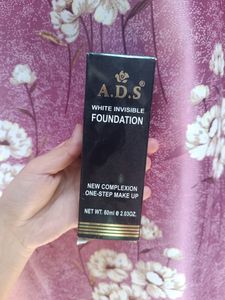 A.D.S®
WHITE INVISIBLE
FOUNDATION
NEW COMPLEXION
ONE-STEP MAKE UP
NET WT. 60ml ℮ 2.03OZ.